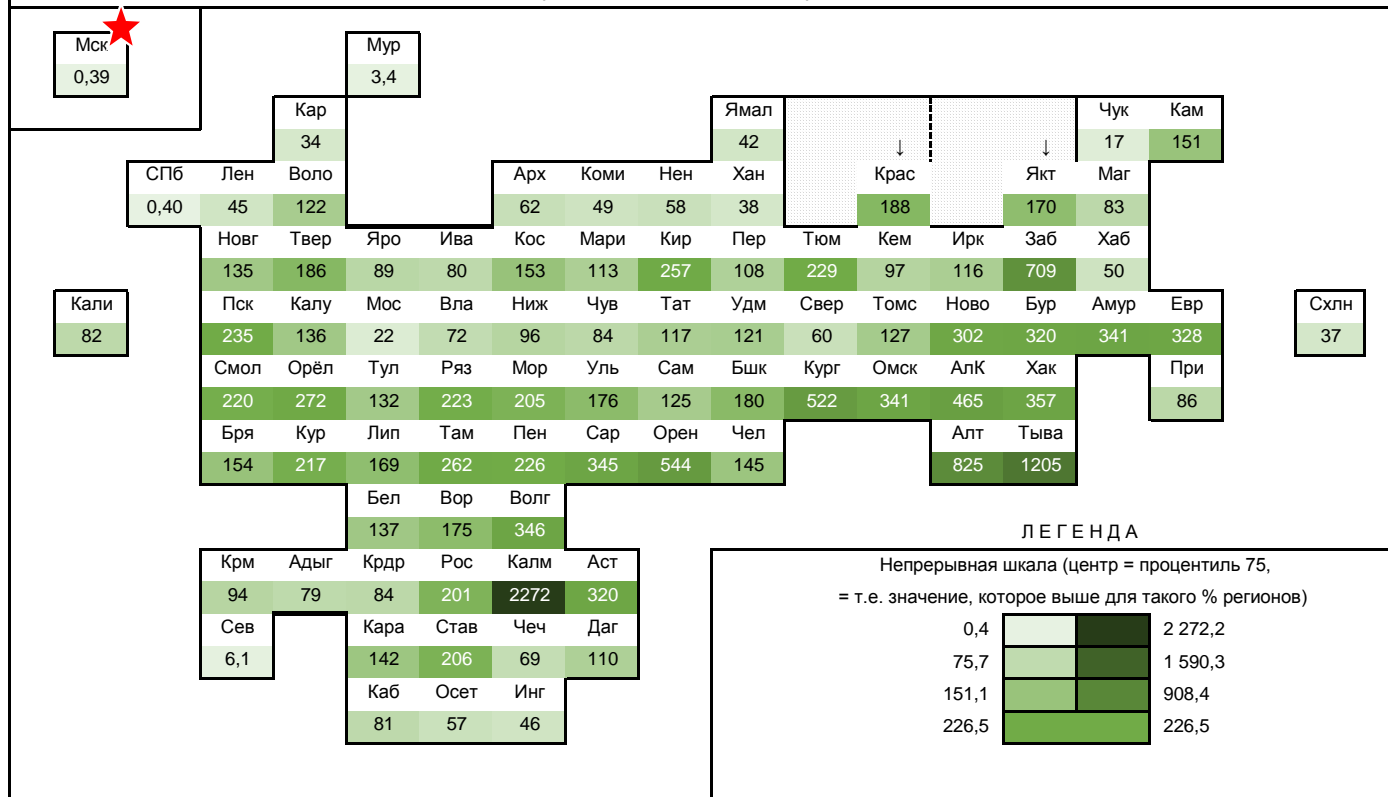 Мск Мур
0,39 3,4
Кар Ямал Чук Кам
34 42 ↓ ↓ 17 151
СПб Лен Воло Арх Коми Нен Хан Крас Якт Маг
0,40 45 122 62 49 58 38 188 170 83
Новг Твер Яро Ива Кос Мари Кир Пер Тюм Кем Ирк Заб Хаб
135 186 89 80 153 113 257 108 229 97 116 709 50
Кали Пск Калу Мос Вла Ниж Чув Тат Удм Свер Томс Ново Бур Амур Евр Схлн
82 235 136 22 72 96 84 117 121 60 127 302 320 341 328 37
Смол Орёл Тул Ряз Мор Уль Сам Бшк Кург Омск АлК Хак При
220 272 132 223 205 176 125 180 522 341 465 357 86
Бря Кур Лип Там Пен Сар Орен Чел Алт Тыва
154 217 169 262 226 345 544 145 825 1205
Бел Вор Волг
137 175 346
ЛЕГЕНДА
Крм Адыг Крдр Рос Калм Аст
94 79 84 201 2272 320
Сев Кара Став Чеч Даг
6,1 142 206 69 110
Каб Осет Инг
81 57 46
Непрерывная шкала (центр = процентиль 75,
= т.е. значение, которое выше для такого % регионов)
0,4 2 272,2
75,7 1 590,3
151,1 908,4
226,5 226,5